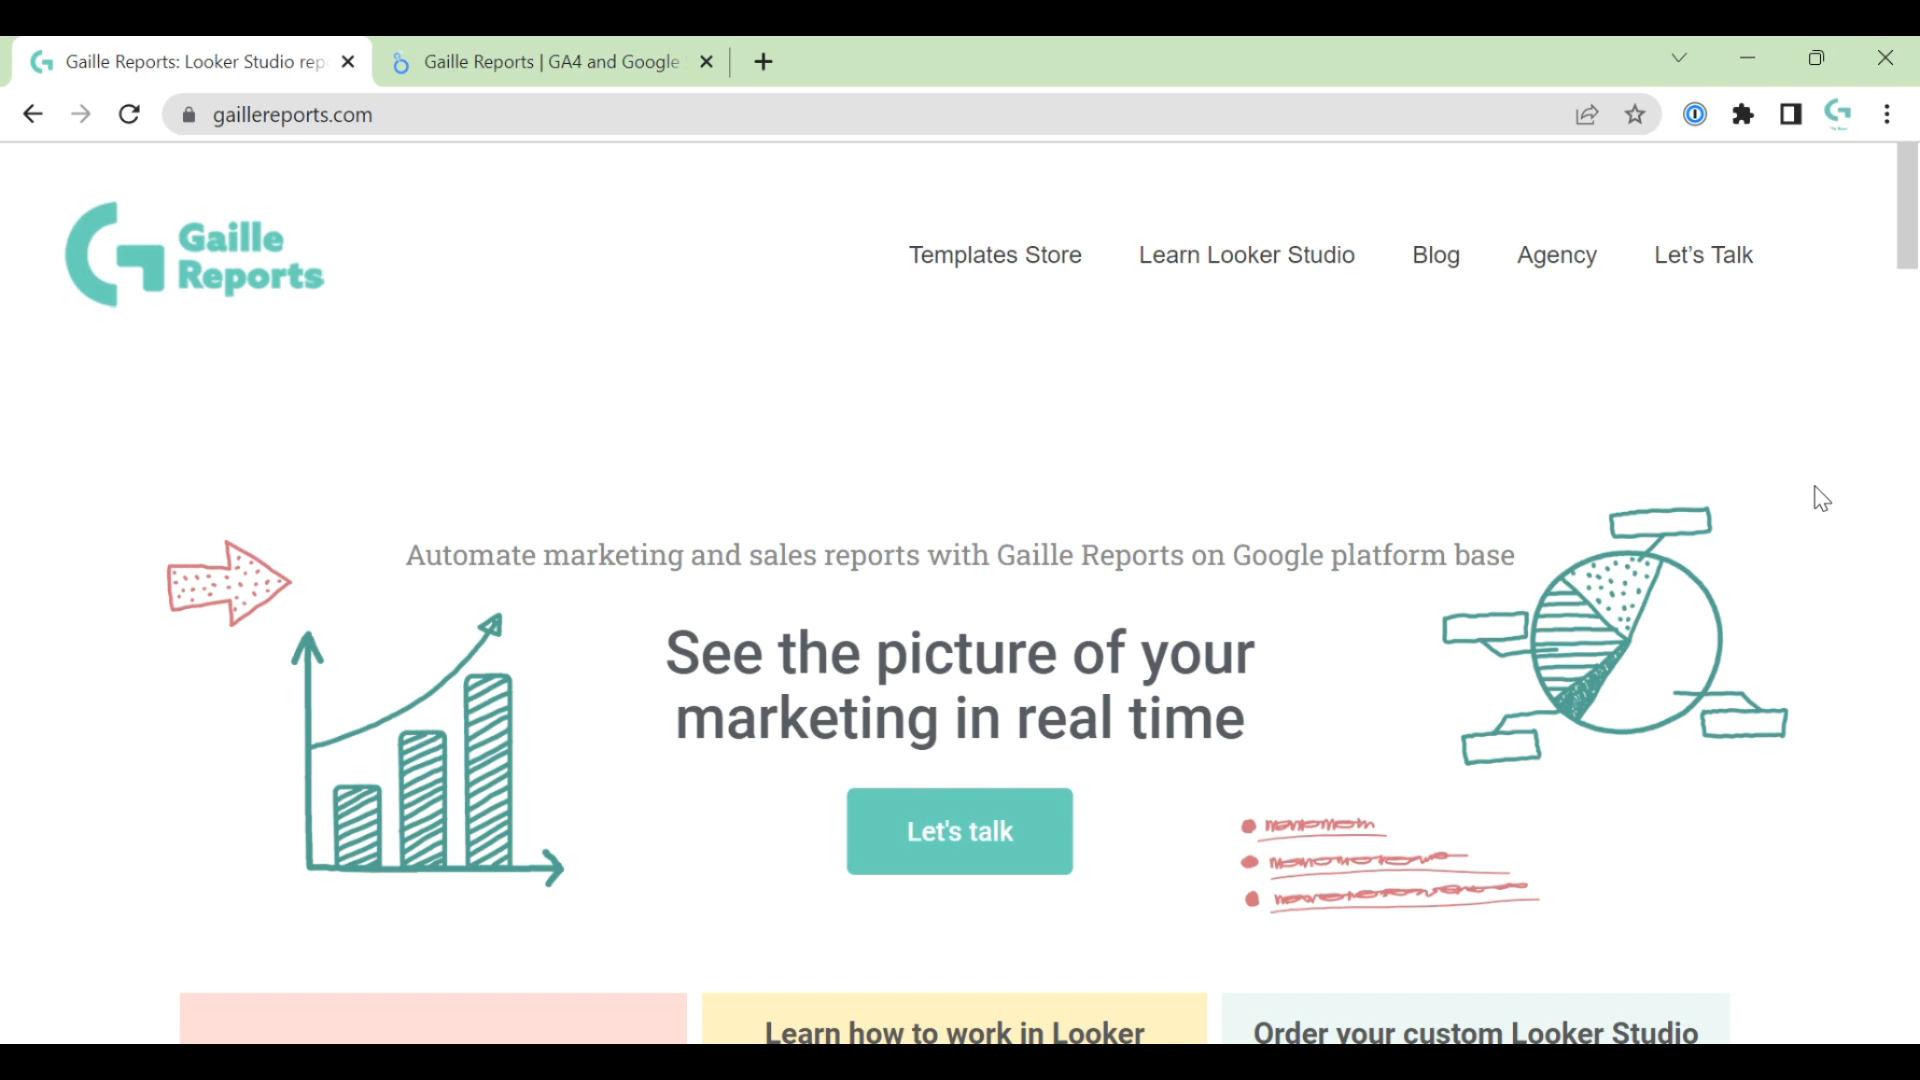 Gaille Reports: Looker Studio rep
Gaille Reports | GA4 and Google
gaillereports.com
Gaille
Reports
Templates Store
Learn Looker Studio
Blog
Agency
Let’s Talk
Automate marketing and sales reports with Gaille Reports on Google platform base
See the picture of your
marketing in real time
Let's talk
Learn how to work in Looker
Order your custom Looker Studio